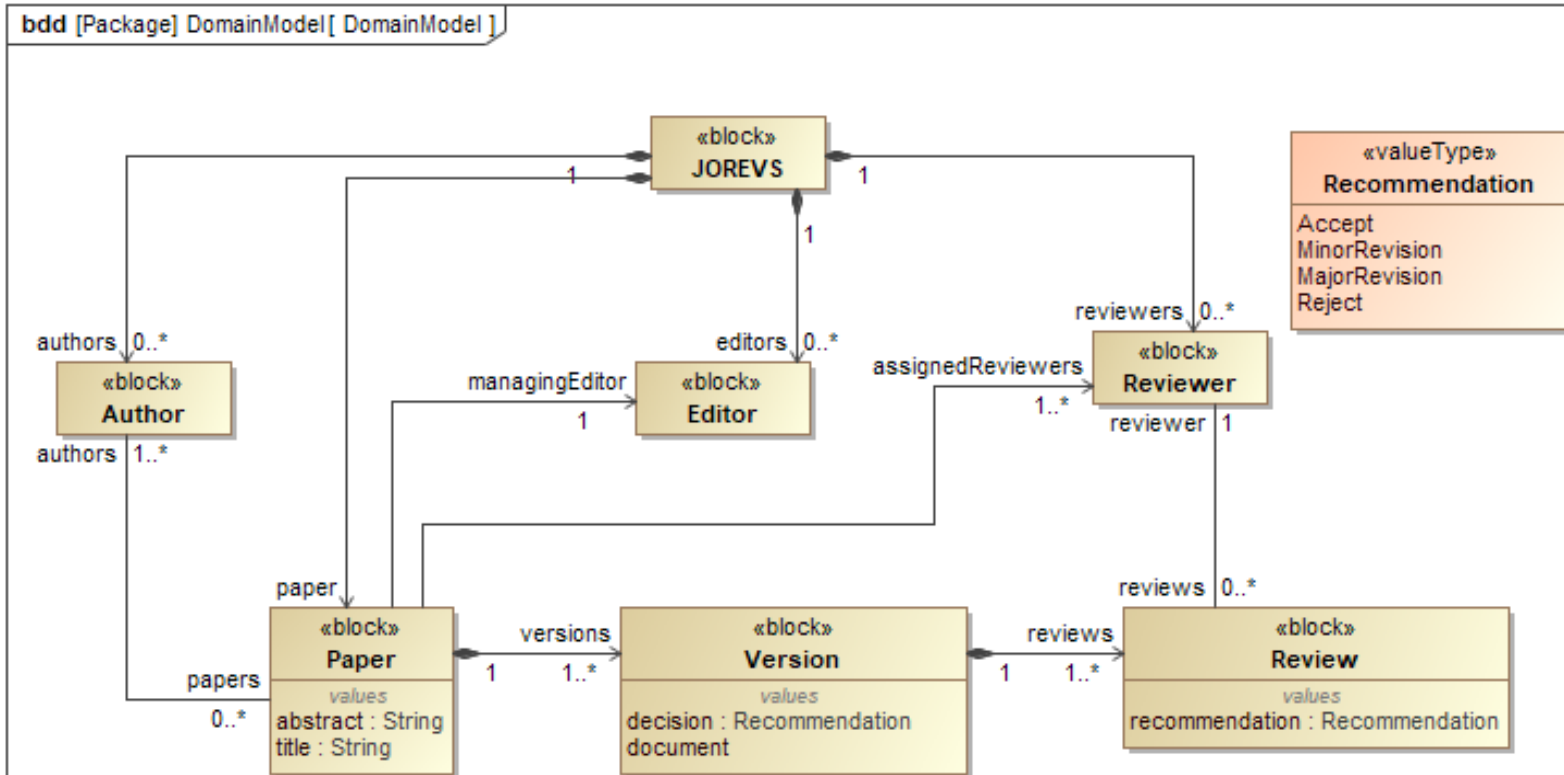 bdd [Package] DomainModel[ DomainModel ]
«block»
JOREVS
1
1
1
«valueType»
Recommendation
Accept
MinorRevision
MajorRevision
Reject
authors 0..*
editors 0..*
reviewers 0..*
«block»
Author
managingEditor
1
«block»
Editor
assignedReviewers
1..*
«block»
Reviewer
authors 1..*
reviewer 1
paper
reviews 0..*
papers
0..*
«block»
Paper
values
abstract : String
title : String
versions
1 1..*
«block»
Version
values
decision : Recommendation
document
reviews
1 1..*
«block»
Review
values
recommendation : Recommendation